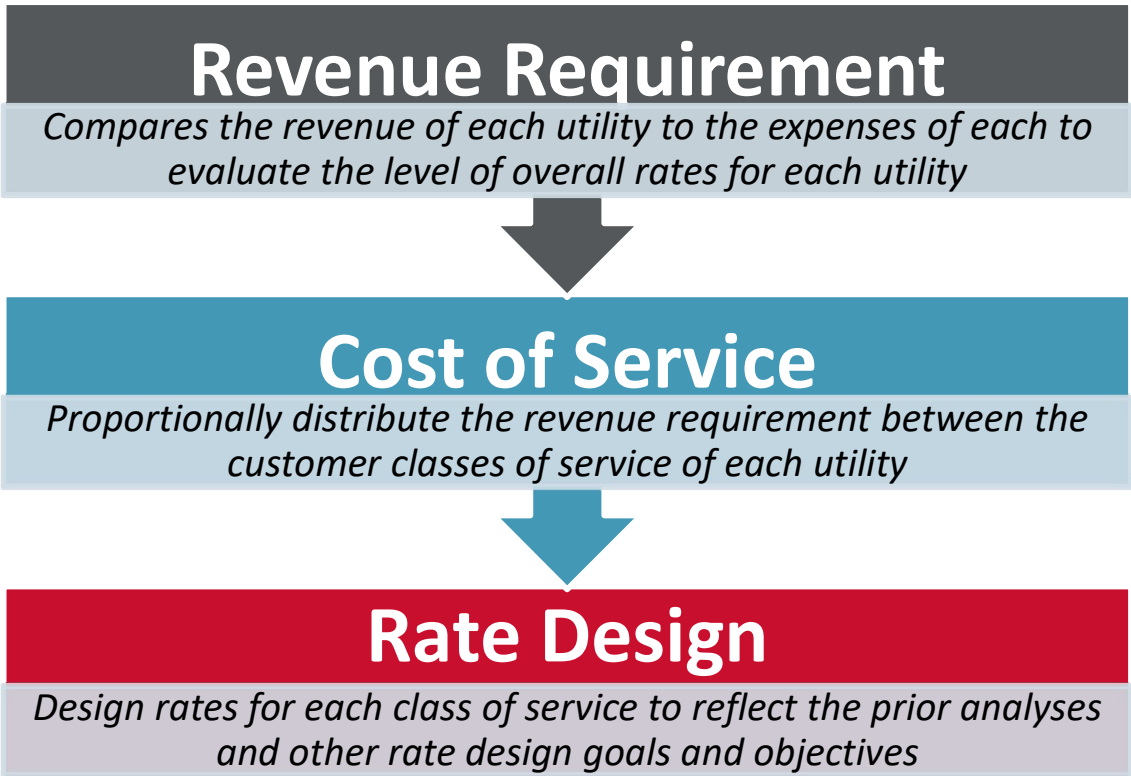 Revenue Requirement
Compares the revenue of each utility to the expenses of each to
evaluate the level of overall rates for each utility
Cost of Service
Proportionally distribute the revenue requirement between the
customer classes of service of each utility
Rate Design
Design rates for each class of service to reflect the prior analyses
and other rate design goals and objectives